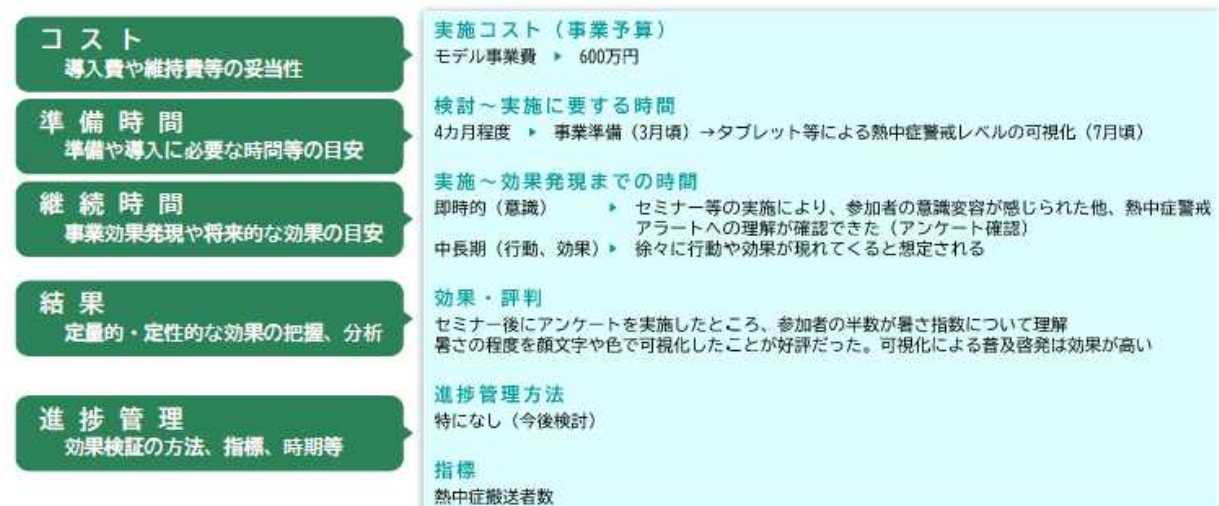 コスト
導入費や維持費等の妥当性
実施コスト（事業予算）
モデル事業費 ▶ 600万円
準備時間
準備や導入に必要な時間等の目安
検討～実施に要する時間
4カ月程度 ▶ 事業準備（3月頃）→タブレット等による熱中症警戒レベルの可視化（7月頃）
継続時間
事業効果発現や将来的な効果の目安
実施～効果発現までの時間
即時的（意識） ▶ セミナー等の実施により、参加者の意識変容が感じられた他、熱中症警戒
アラートへの理解が確認できた（アンケート確認）
中長期（行動、効果）▶ 徐々に行動や効果が現れてくると想定される
結果
定量的・定性的な効果の把握、分析
効果・評判
セミナー後にアンケートを実施したところ、参加者の半数が暑さ指数について理解
暑さの程度を顔文字や色で可視化したことが好評だった。可視化による普及啓発は効果が高い
進捗管理
効果検証の方法、指標、時期等
進捗管理方法
特になし（今後検討）
指標
熱中症搬送者数